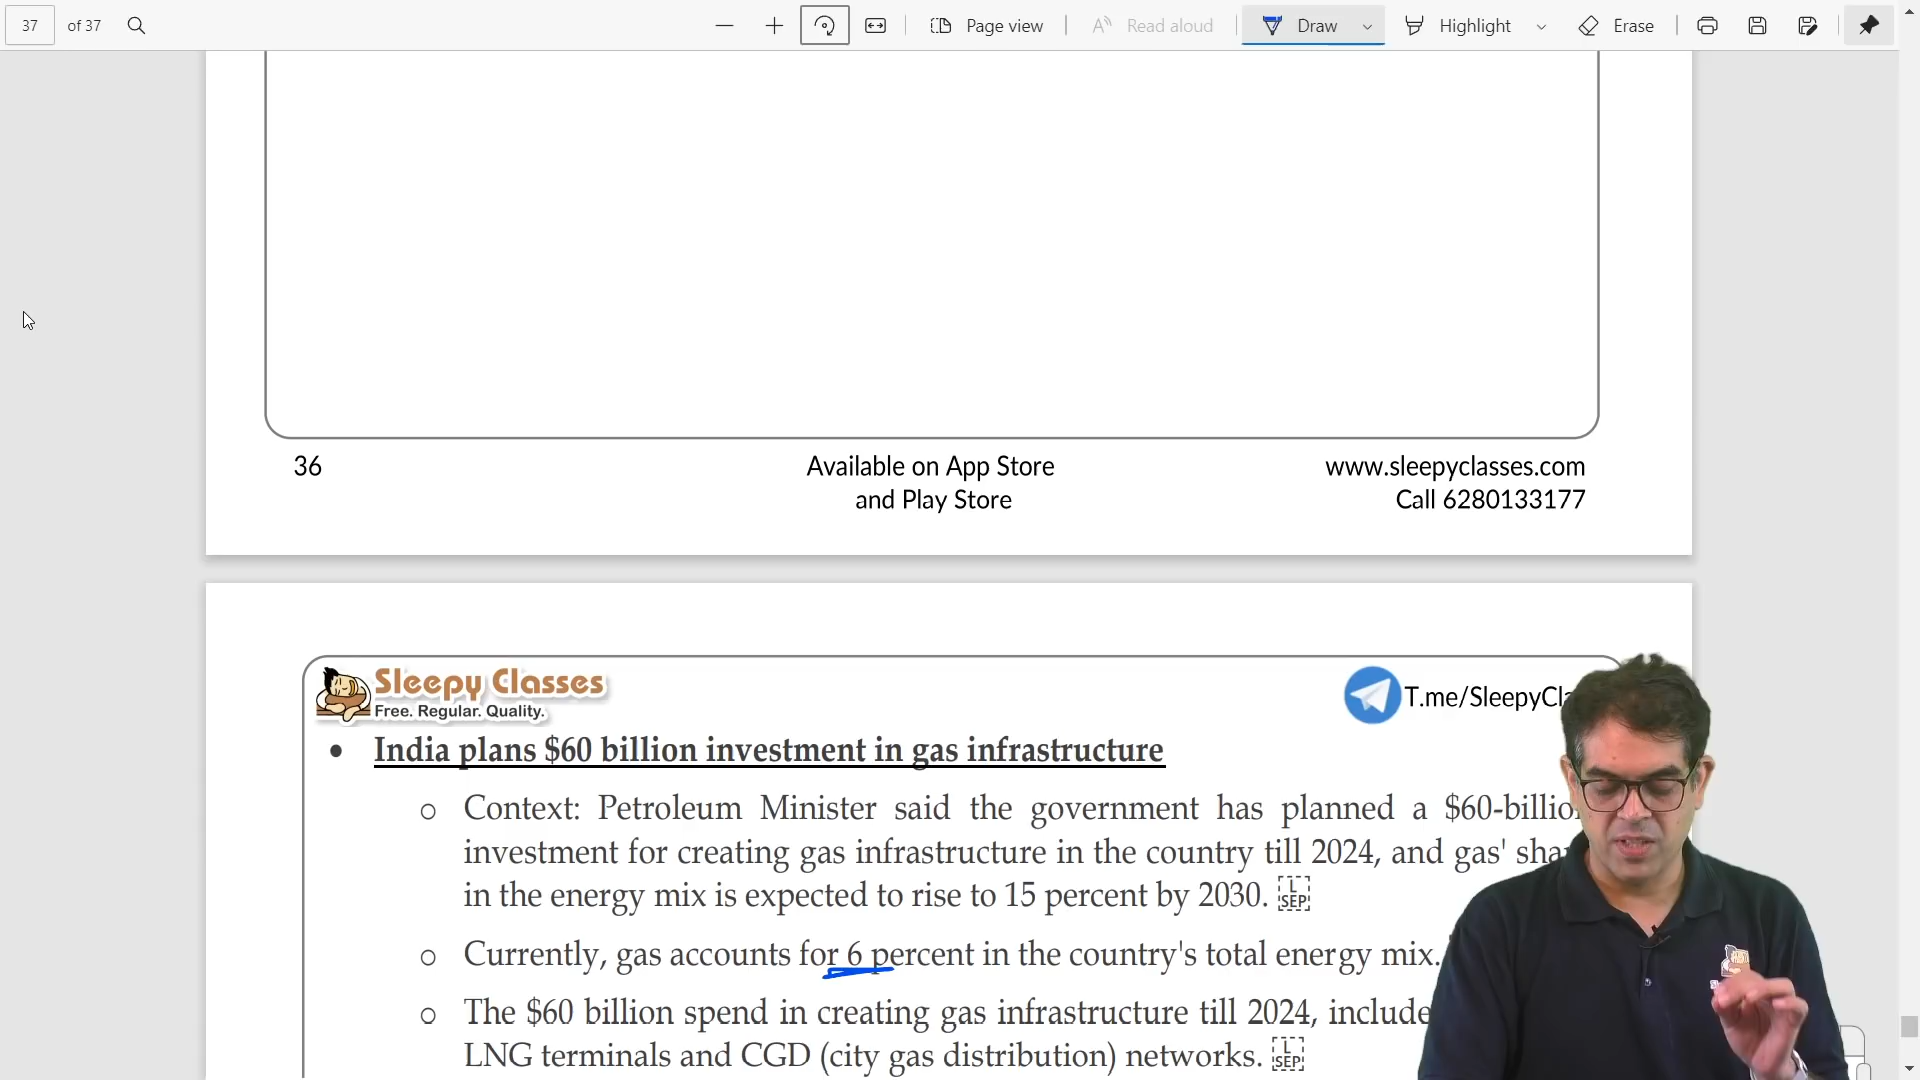 37 of 37 Page view Read aloud Draw Highlight Erase
36 Available on App Store www.sleepyclasses.com
and Play Store Call 6280133177
Sleepy Classes T.me/SleepyCla
Free. Regular. Quality.
• India plans $60 billion investment in gas infrastructure
o Context: Petroleum Minister said the government has planned a $60-billio
investment for creating gas infrastructure in the country till 2024, and gas' sha
in the energy mix is expected to rise to 15 percent by 2030. L SEP
o Currently, gas accounts for 6 percent in the country's total energy mix.
o The $60 billion spend in creating gas infrastructure till 2024, include
LNG terminals and CGD (city gas distribution) networks. L SEP